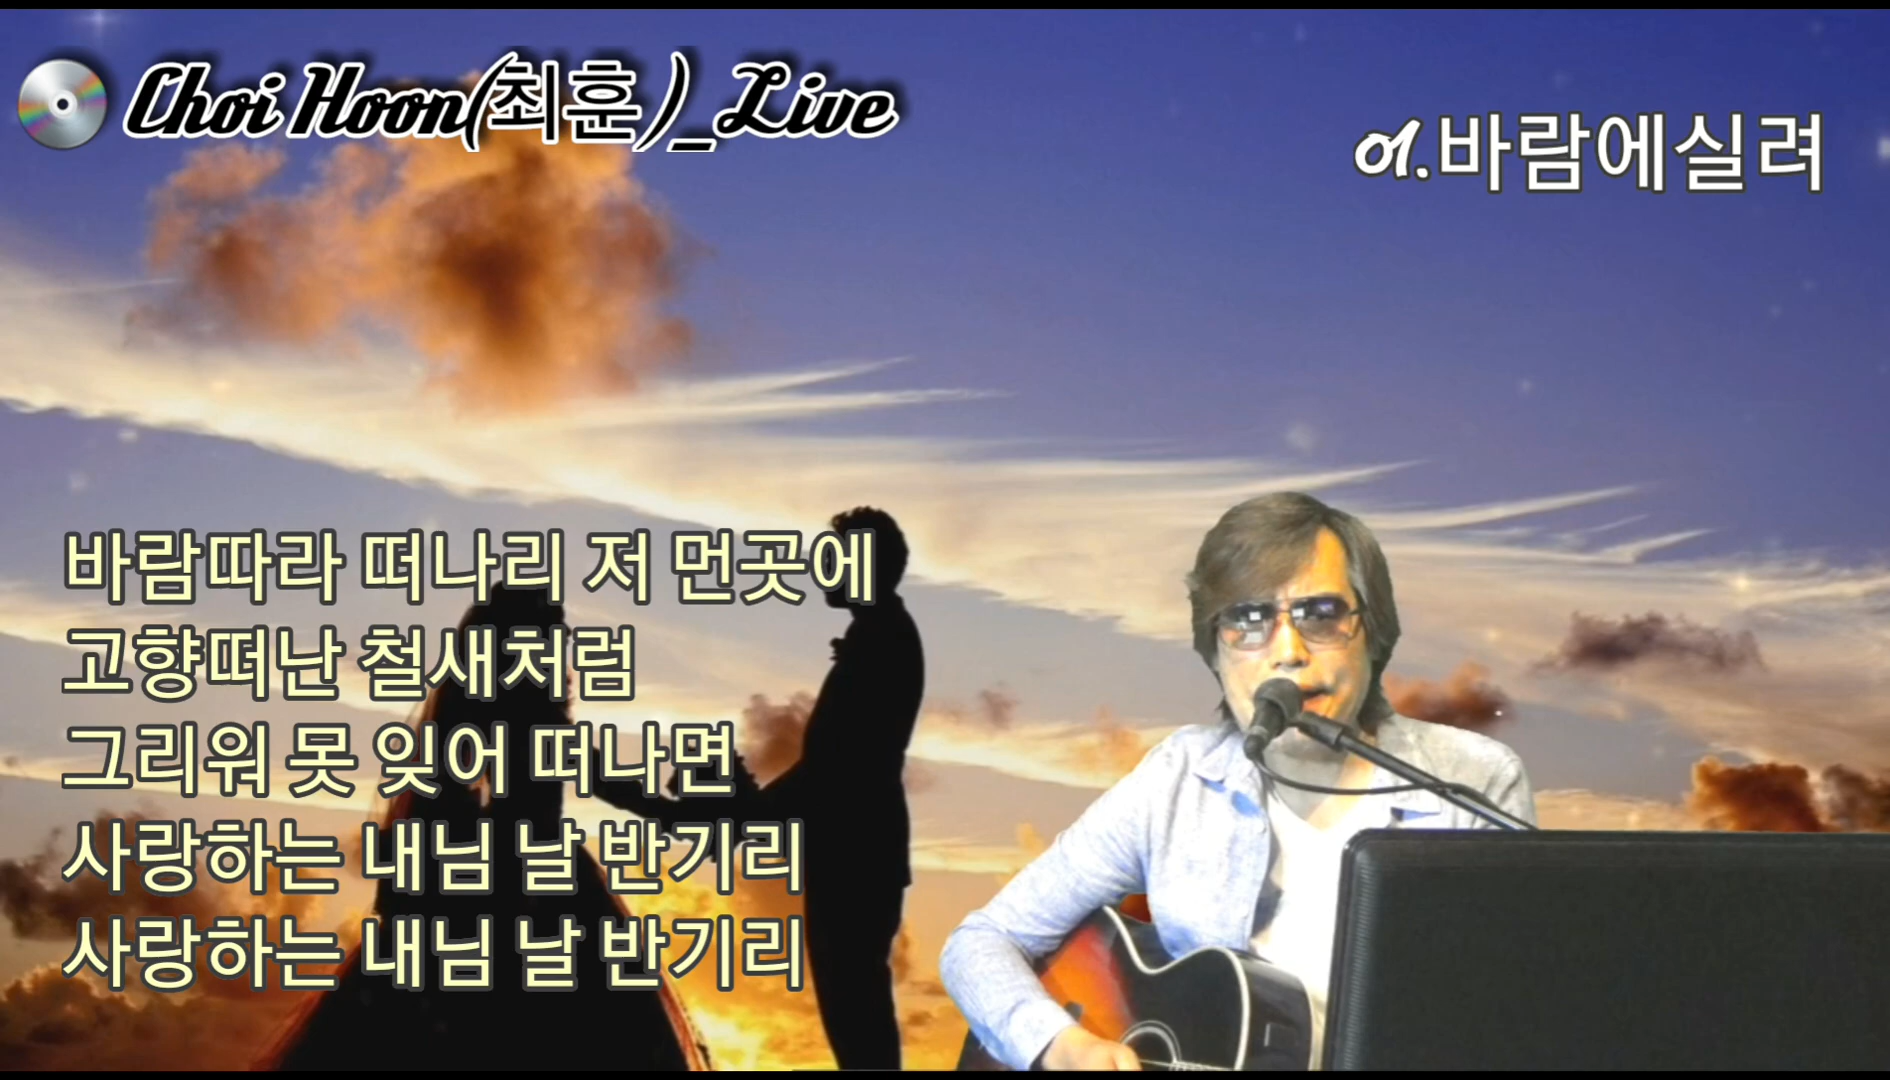 Choi Hoon(최훈)_Live
01.바람에실려
바람따라 떠나리 저 먼곳에
고향떠난 철새처럼
그리워 못 잊어 떠나면
사랑하는 내님 날 반기리
사랑하는 내님 날 반기리